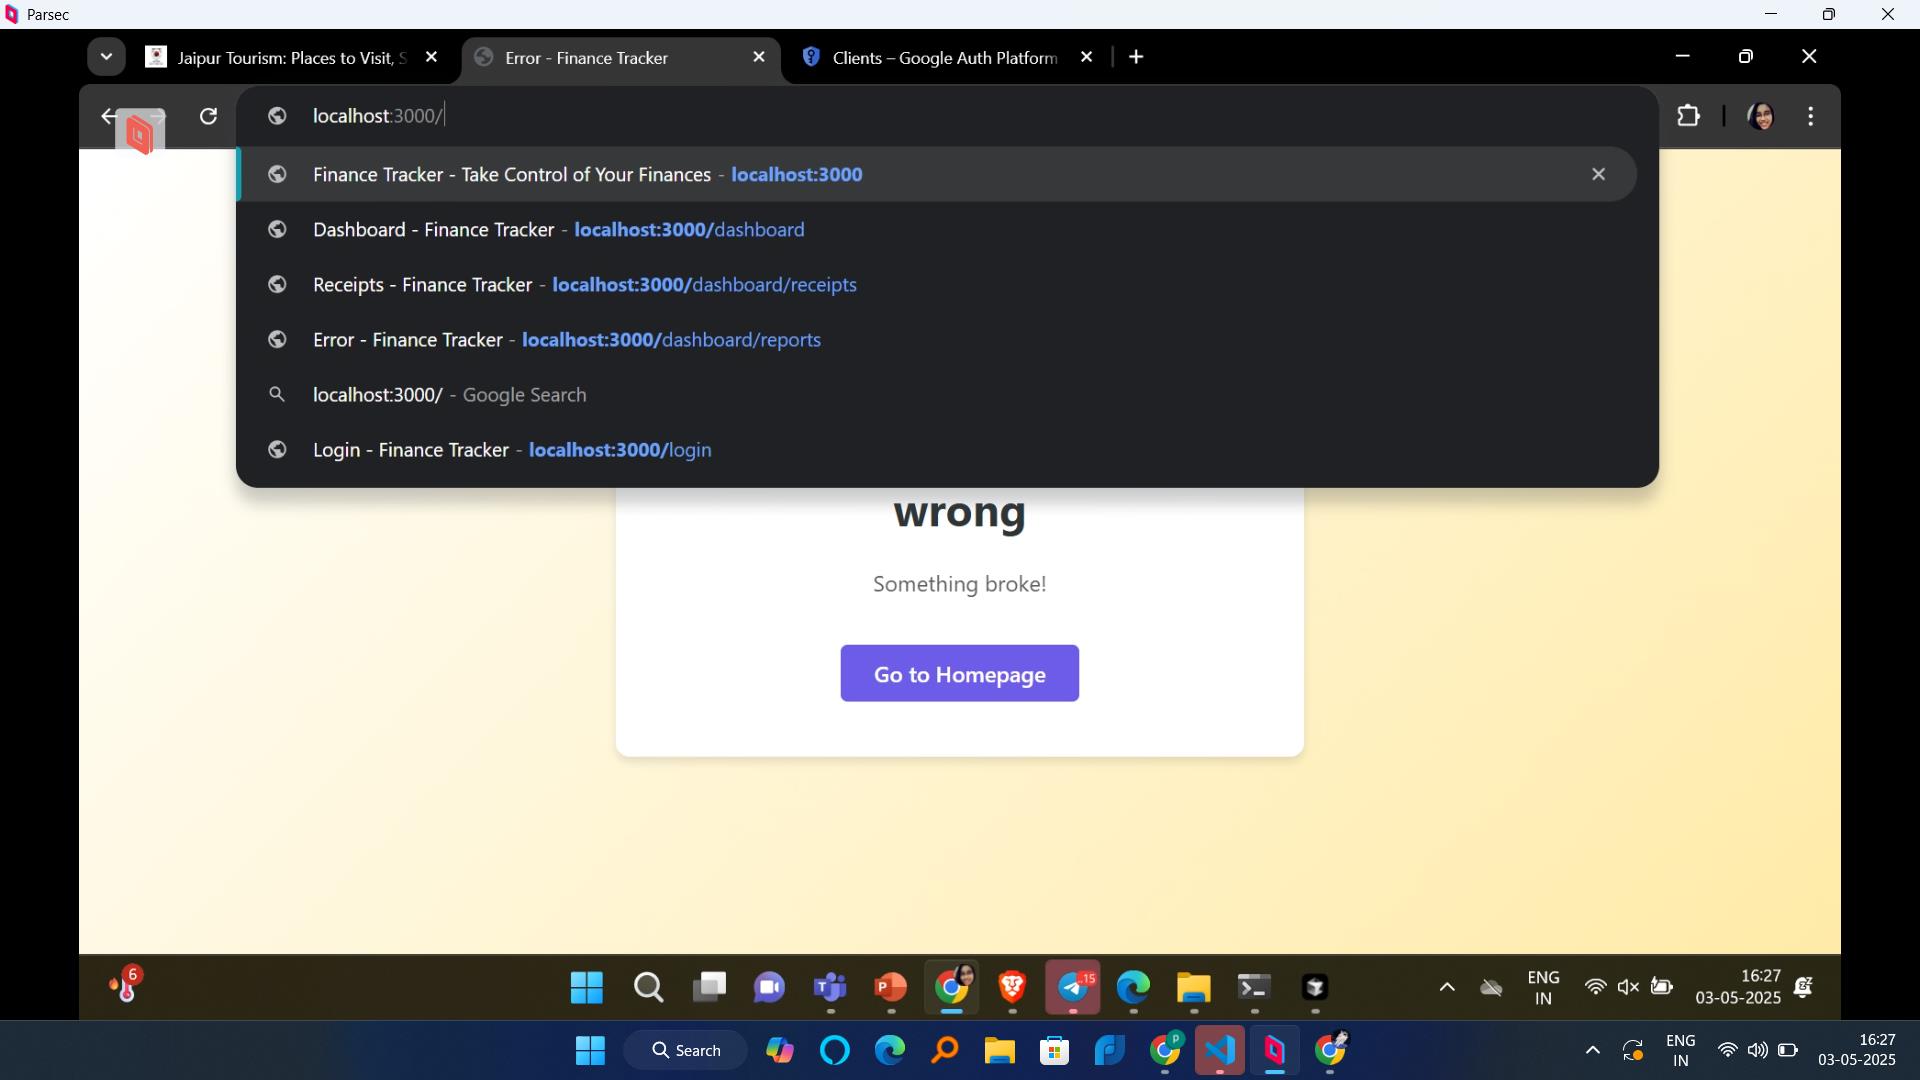 Parsec
Jaipur Tourism: Places to Visit, S
Error - Finance Tracker
Clients – Google Auth Platform
localhost:3000/
Finance Tracker - Take Control of Your Finances - localhost:3000
Dashboard - Finance Tracker - localhost:3000/dashboard
Receipts - Finance Tracker - localhost:3000/dashboard/receipts
Error - Finance Tracker - localhost:3000/dashboard/reports
localhost:3000/ - Google Search
Login - Finance Tracker - localhost:3000/login
wrong
Something broke!
Go to Homepage
6
15
ENG
IN
16:27
03-05-2025
Search
P
ENG
IN
16:27
03-05-2025